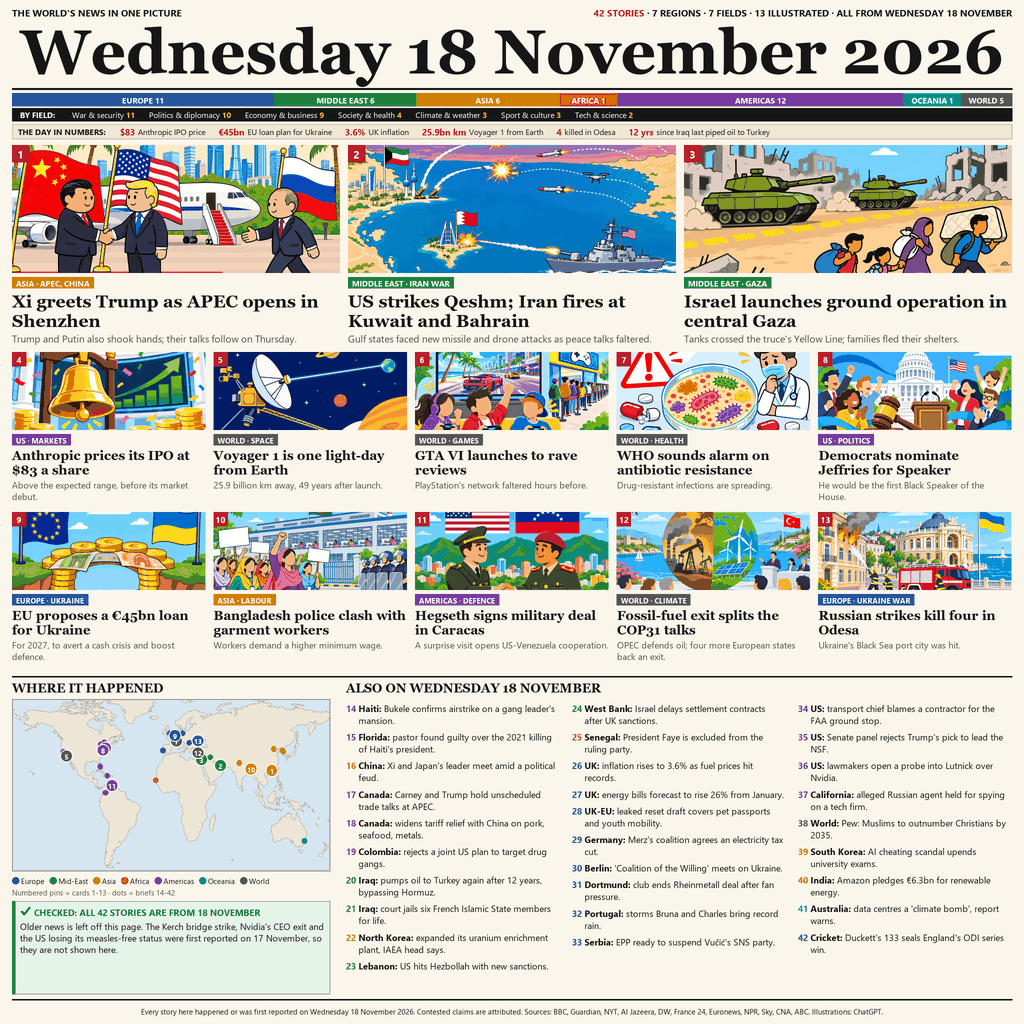 THE WORLD'S NEWS IN ONE PICTURE
42 STORIES · 7 REGIONS · 7 FIELDS · 13 ILLUSTRATED · ALL FROM WEDNESDAY 18 NOVEMBER
Wednesday 18 November 2026
EUROPE 11 MIDDLE EAST 6 ASIA 6 AFRICA 1 AMERICAS 12 OCEANIA 1 WORLD 5
BY FIELD: War & security 11 Politics & diplomacy 10 Economy & business 9 Society & health 4 Climate & weather 3 Sport & culture 3 Tech & science 2
THE DAY IN NUMBERS: $83 Anthropic IPO price €45bn EU loan plan for Ukraine 3.6% UK inflation 25.9bn km Voyager 1 from Earth 4 killed in Odesa 12 yrs since Iraq last piped oil to Turkey
1
ASIA · APEC, CHINA
Xi greets Trump as APEC opens in
Shenzhen
Trump and Putin also shook hands; their talks follow on Thursday.
2
MIDDLE EAST · IRAN WAR
US strikes Qeshm; Iran fires at
Kuwait and Bahrain
Gulf states faced new missile and drone attacks as peace talks faltered.
3
MIDDLE EAST · GAZA
Israel launches ground operation in
central Gaza
Tanks crossed the truce's Yellow Line; families fled their shelters.
4
US · MARKETS
Anthropic prices its IPO at
$83 a share
Above the expected range, before its market
debut.
5
WORLD · SPACE
Voyager 1 is one light-day
from Earth
25.9 billion km away, 49 years after launch.
6
WORLD · GAMES
GTA VI launches to rave
reviews
PlayStation's network faltered hours before.
7
WORLD · HEALTH
WHO sounds alarm on
antibiotic resistance
Drug-resistant infections are spreading.
8
US · POLITICS
Democrats nominate
Jeffries for Speaker
He would be the first Black Speaker of the
House.
9
EUROPE · UKRAINE
EU proposes a €45bn loan
for Ukraine
For 2027, to avert a cash crisis and boost
defence.
10
ASIA · LABOUR
Bangladesh police clash with
garment workers
Workers demand a higher minimum wage.
11
AMERICAS · DEFENCE
Hegseth signs military deal
in Caracas
A surprise visit opens US-Venezuela cooperation.
12
WORLD · CLIMATE
Fossil-fuel exit splits the
COP31 talks
OPEC defends oil; four more European states
back an exit.
13
EUROPE · UKRAINE WAR
Russian strikes kill four in
Odesa
Ukraine's Black Sea port city was hit.
WHERE IT HAPPENED
5 8 11 9 7 13 12 3 2 10 1
Europe Mid-East Asia Africa Americas Oceania World
Numbered pins = cards 1-13 · dots = briefs 14-42
✓ CHECKED: ALL 42 STORIES ARE FROM 18 NOVEMBER
Older news is left off this page. The Kerch bridge strike, Nvidia's CEO exit and
the US losing its measles-free status were first reported on 17 November, so
they are not shown here.
ALSO ON WEDNESDAY 18 NOVEMBER
14 Haiti: Bukele confirms airstrike on a gang leader's
mansion.
15 Florida: pastor found guilty over the 2021 killing
of Haiti's president.
16 China: Xi and Japan's leader meet amid a political
feud.
17 Canada: Carney and Trump hold unscheduled
trade talks at APEC.
18 Canada: widens tariff relief with China on pork,
seafood, metals.
19 Colombia: rejects a joint US plan to target drug
gangs.
20 Iraq: pumps oil to Turkey again after 12 years,
bypassing Hormuz.
21 Iraq: court jails six French Islamic State members
for life.
22 North Korea: expanded its uranium enrichment
plant, IAEA head says.
23 Lebanon: US hits Hezbollah with new sanctions.
24 West Bank: Israel delays settlement contracts
after UK sanctions.
25 Senegal: President Faye is excluded from the
ruling party.
26 UK: inflation rises to 3.6% as fuel prices hit
records.
27 UK: energy bills forecast to rise 26% from January.
28 UK-EU: leaked reset draft covers pet passports
and youth mobility.
29 Germany: Merz's coalition agrees an electricity tax
cut.
30 Berlin: 'Coalition of the Willing' meets on Ukraine.
31 Dortmund: club ends Rheinmetall deal after fan
pressure.
32 Portugal: storms Bruna and Charles bring record
rain.
33 Serbia: EPP ready to suspend Vučić's SNS party.
34 US: transport chief blames a contractor for the
FAA ground stop.
35 US: Senate panel rejects Trump's pick to lead the
NSF.
36 US: lawmakers open a probe into Lutnick over
Nvidia.
37 California: alleged Russian agent held for spying
on a tech firm.
38 World: Pew: Muslims to outnumber Christians by
2035.
39 South Korea: AI cheating scandal upends
university exams.
40 India: Amazon pledges €6.3bn for renewable
energy.
41 Australia: data centres a 'climate bomb', report
warns.
42 Cricket: Duckett's 133 seals England's ODI series
win.
Every story here happened or was first reported on Wednesday 18 November 2026. Contested claims are attributed. Sources: BBC, Guardian, NYT, Al Jazeera, DW, France 24, Euronews, NPR, Sky, CNA, ABC. Illustrations: ChatGPT.